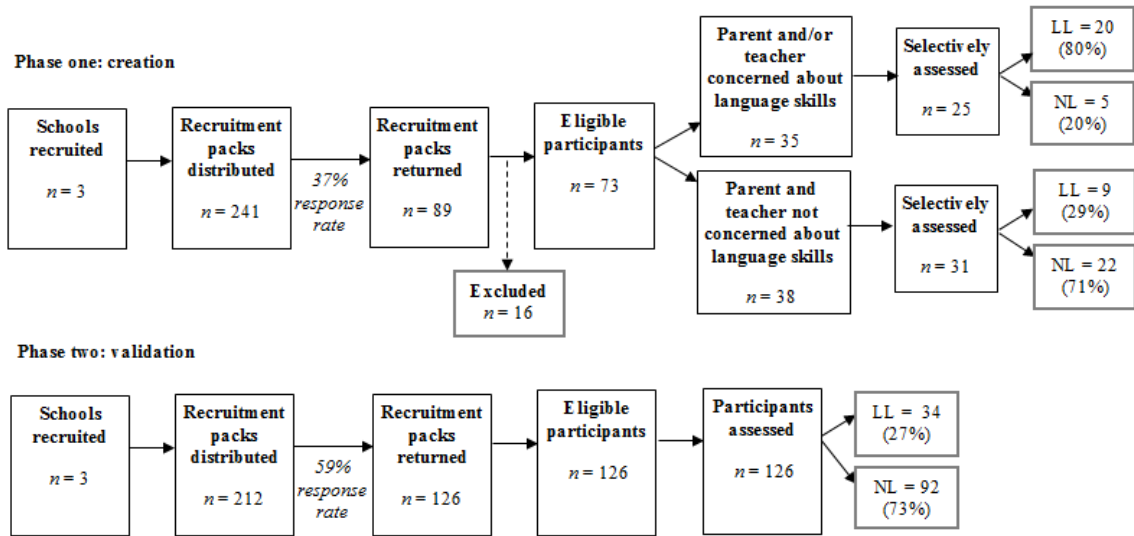 Phase one: creation
Schools
recruited
n = 3
Recruitment
packs
distributed
n = 241
37%
response
rate
Recruitment
packs
returned
n = 89
Excluded
n = 16
Eligible
participants
n = 73
Parent and/or
teacher
concerned about
language skills
n = 35
Selectively
assessed
n = 25
LL = 20
(80%)
NL = 5
(20%)
Parent and
teacher not
concerned about
language skills
n = 38
Selectively
assessed
n = 31
LL = 9
(29%)
NL = 22
(71%)
Phase two: validation
Schools
recruited
n = 3
Recruitment
packs
distributed
n = 212
59%
response
rate
Recruitment
packs
returned
n = 126
Eligible
participants
n = 126
Participants
assessed
n = 126
LL = 34
(27%)
NL = 92
(73%)